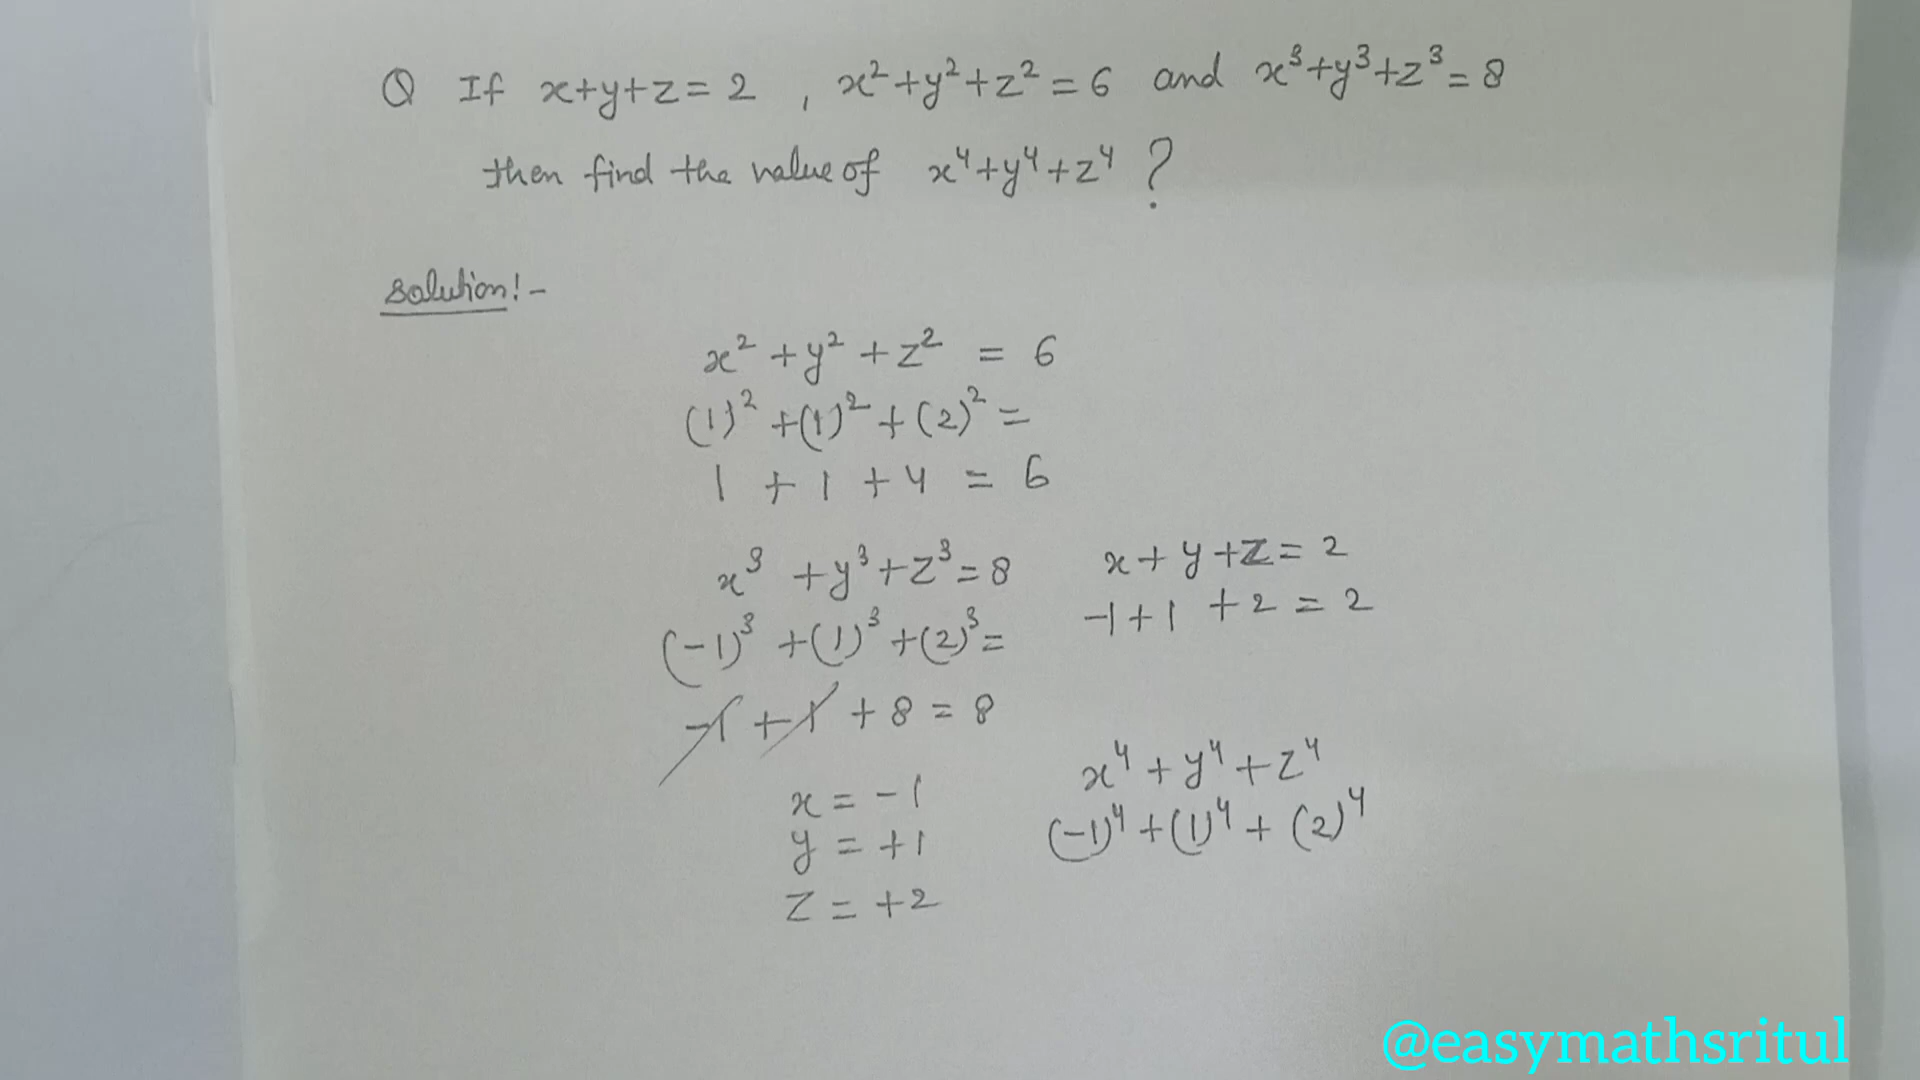 Q If x+y+z=2 , x²+y²+z²=6 and x³+y³+z³=8
then find the value of x⁴+y⁴+z⁴ ?
Solution:-
x² + y² + z² = 6
(1)² +(1)² + (2)² =
1 + 1 + 4 = 6
x³ + y³ + z³ = 8
(-1)³ + (1)³ + (2)³ =
-1 + 1 + 8 = 8
x = -1
y = +1
z = +2
x + y + z = 2
-1 + 1 + 2 = 2
x⁴ + y⁴ + z⁴
(-1)⁴ + (1)⁴ + (2)⁴
@easymathsritul